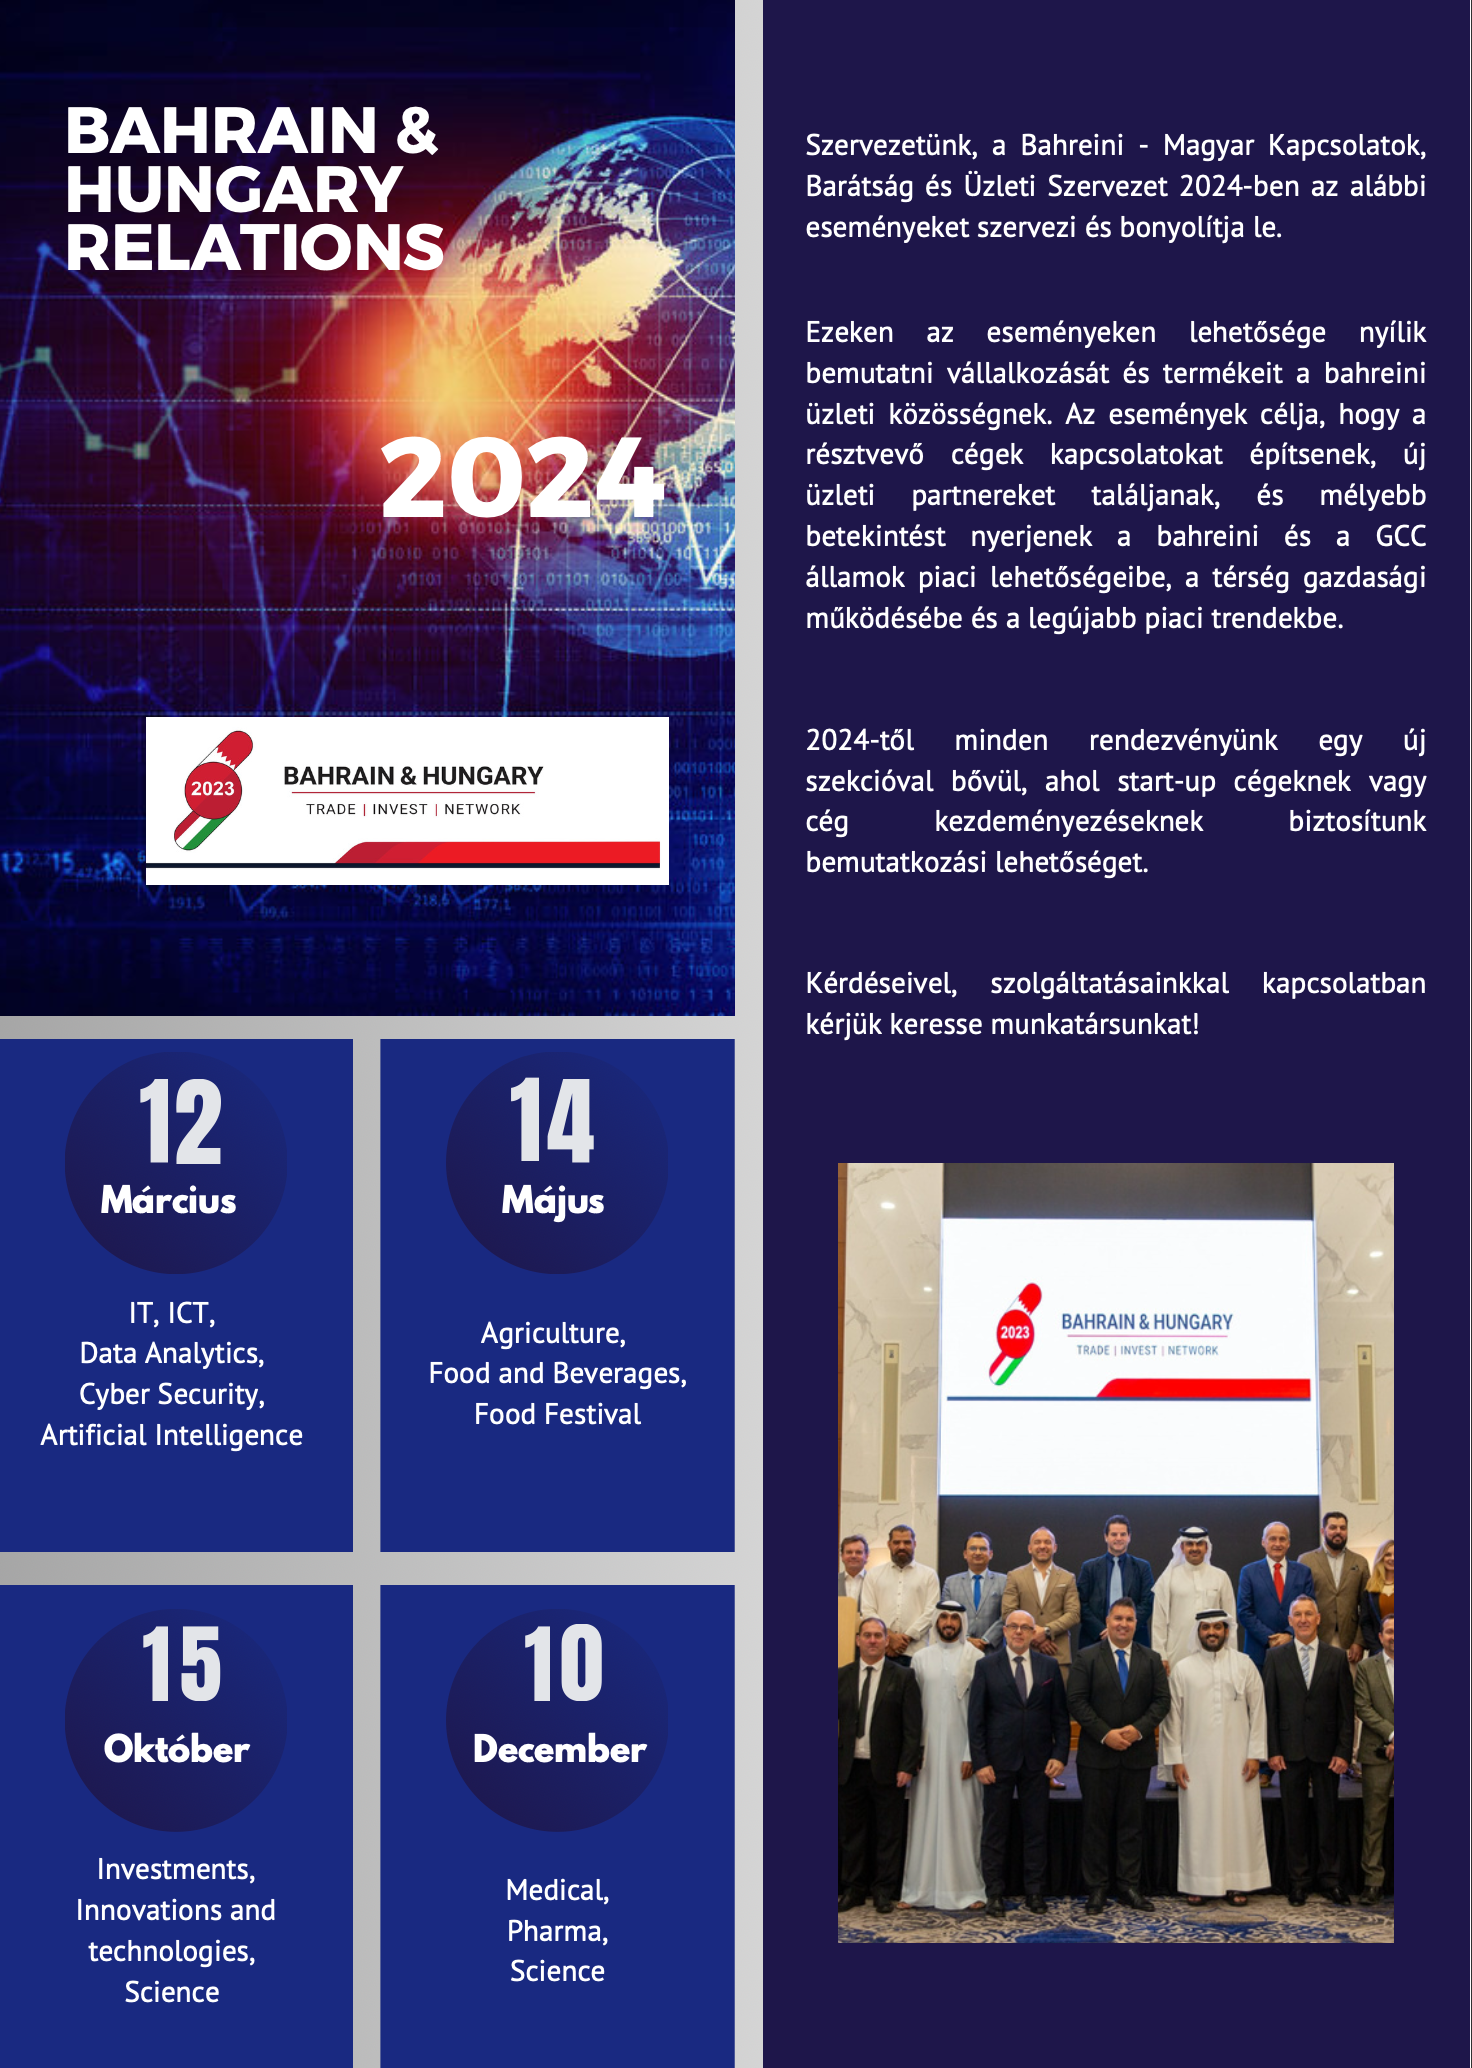 BAHRAIN &
HUNGARY
RELATIONS
2024
2023
BAHRAIN & HUNGARY
TRADE | INVEST | NETWORK
12
Március
IT, ICT,
Data Analytics,
Cyber Security,
Artificial Intelligence
14
Május
Agriculture,
Food and Beverages,
Food Festival
15
Október
Investments,
Innovations and
technologies,
Science
10
December
Medical,
Pharma,
Science
Szervezetünk, a Bahreini - Magyar Kapcsolatok,
Barátság és Üzleti Szervezet 2024-ben az alábbi
eseményeket szervezi és bonyolítja le.
Ezeken az eseményeken lehetősége nyílik
bemutatni vállalkozását és termékeit a bahreini
üzleti közösségnek. Az események célja, hogy a
résztvevő cégek kapcsolatokat építsenek, új
üzleti partnereket találjanak, és mélyebb
betekintést nyerjenek a bahreini és a GCC
államok piaci lehetőségeibe, a térség gazdasági
működésébe és a legújabb piaci trendekbe.
2024-től minden rendezvényünk egy új
szekcióval bővül, ahol start-up cégeknek vagy
cég kezdeményezéseknek biztosítunk
bemutatkozási lehetőséget.
Kérdéseivel, szolgáltatásainkkal kapcsolatban
kérjük keresse munkatársunkat!
2023
BAHRAIN & HUNGARY
TRADE | INVEST | NETWORK